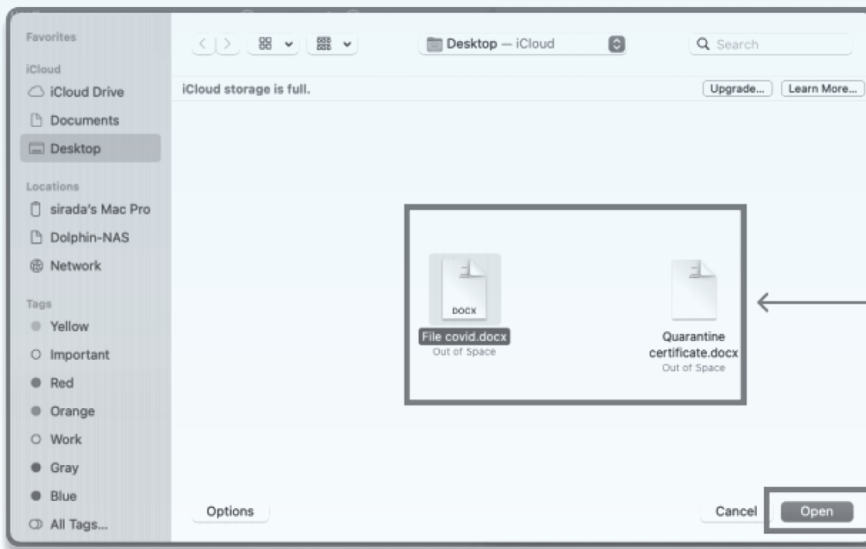 Favorites
iCloud
iCloud Drive
Documents
Desktop
Locations
sirada's Mac Pro
Dolphin-NAS
Network
Tags
Yellow
Important
Red
Orange
Work
Gray
Blue
All Tags...
Desktop — iCloud
Search
iCloud storage is full.
Upgrade...
Learn More...
DOCX
File covid.docx
Out of Space
Quarantine
certificate.docx
Out of Space
Options
Cancel
Open